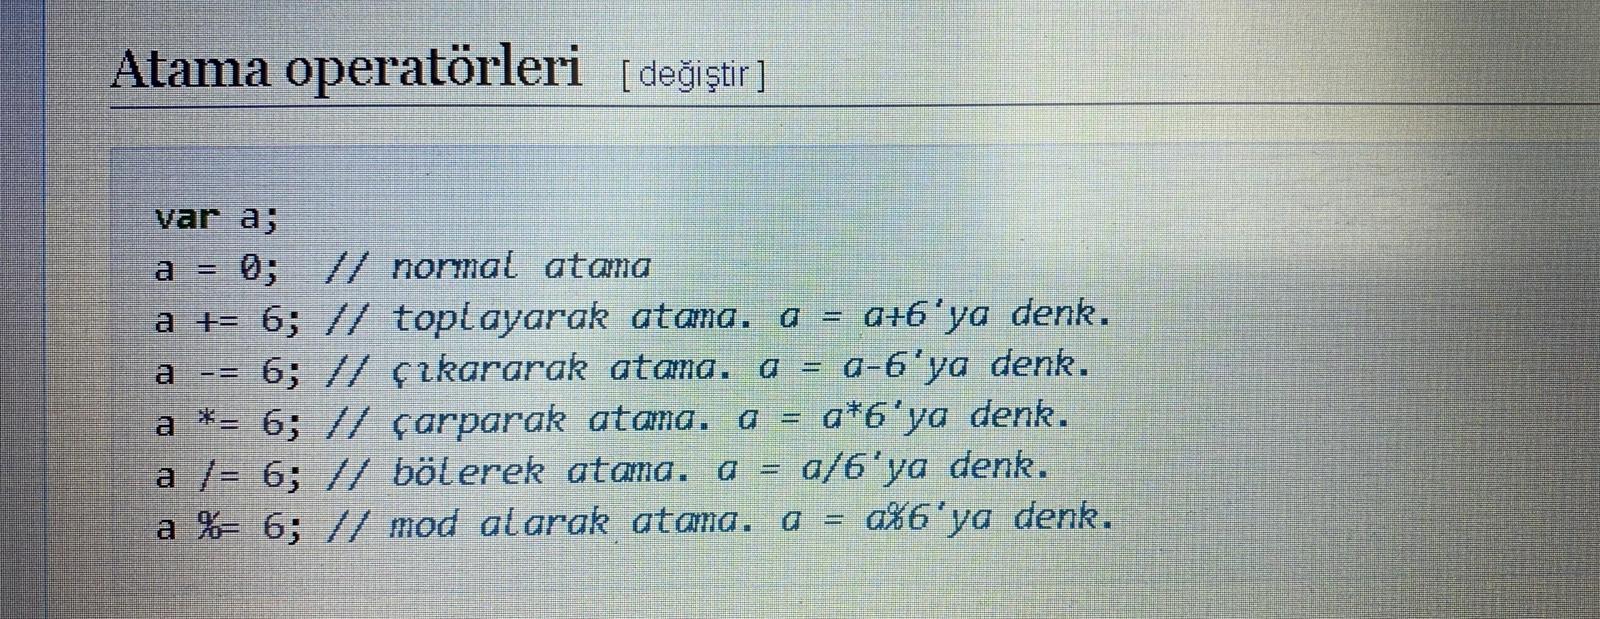 Atama operatörleri [ değiştir ]
var a;
a = 0;  // normal atama
a += 6; // toplayarak atama. a = a+6'ya denk.
a -= 6; // çıkararak atama. a = a-6'ya denk.
a *= 6; // çarparak atama. a = a*6'ya denk.
a /= 6; // bölerek atama. a = a/6'ya denk.
a %= 6; // mod alarak atama. a = a%6'ya denk.